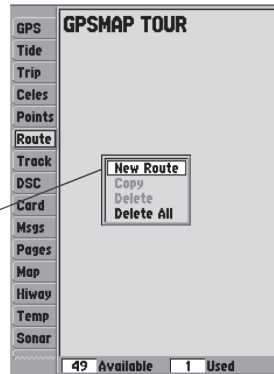 GPSMAP TOUR
GPS
Tide
Trip
Celes
Points
Route
Track
DSC
Card
Msgs
Pages
Map
Hiway
Temp
Sonar
New Route
Copy
Delete
Delete All
49 Available 1 Used